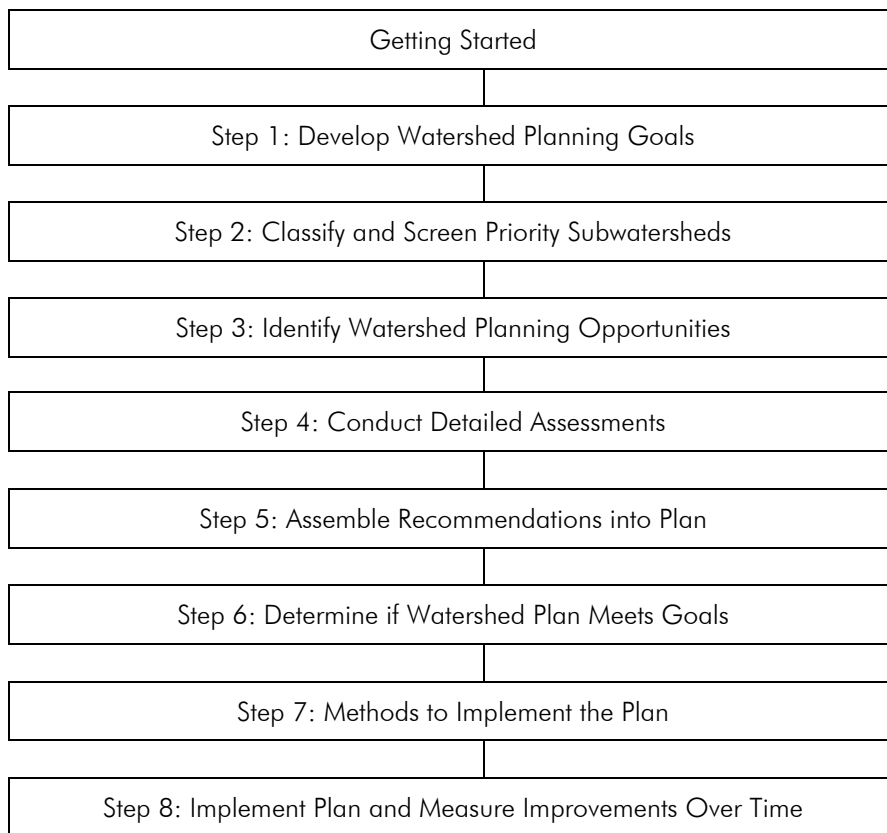 Getting Started
Step 1: Develop Watershed Planning Goals
Step 2: Classify and Screen Priority Subwatersheds
Step 3: Identify Watershed Planning Opportunities
Step 4: Conduct Detailed Assessments
Step 5: Assemble Recommendations into Plan
Step 6: Determine if Watershed Plan Meets Goals
Step 7: Methods to Implement the Plan
Step 8: Implement Plan and Measure Improvements Over Time